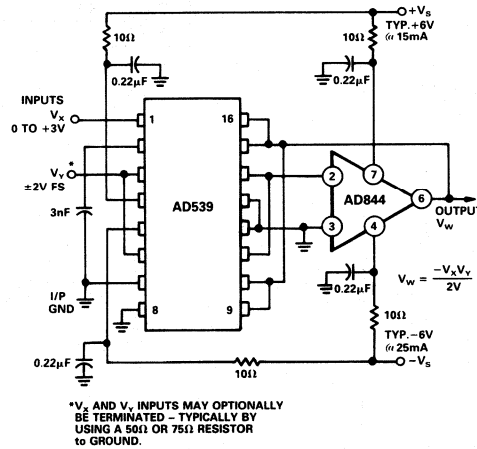 +VS
TYP.+6V
@ 15mA
10Ω
10Ω
0.22µF
0.22µF
INPUTS
VX
0 TO +3V
1
16
VY
*
±2V FS
3nF
AD539
2
7
AD844
6
3
4
OUTPUT
VW
I/P
GND
8
9
0.22µF
VW = −VXVY
2V
10Ω
TYP.−6V
@ 25mA
0.22µF
10Ω
−VS
*VX AND VY INPUTS MAY OPTIONALLY
BE TERMINATED – TYPICALLY BY
USING A 50Ω OR 75Ω RESISTOR
to GROUND.